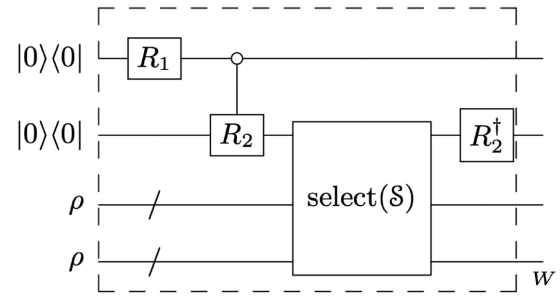 |0⟩⟨0| R₁
|0⟩⟨0| R₂ select(𝒮) R₂†
ρ
ρ
W